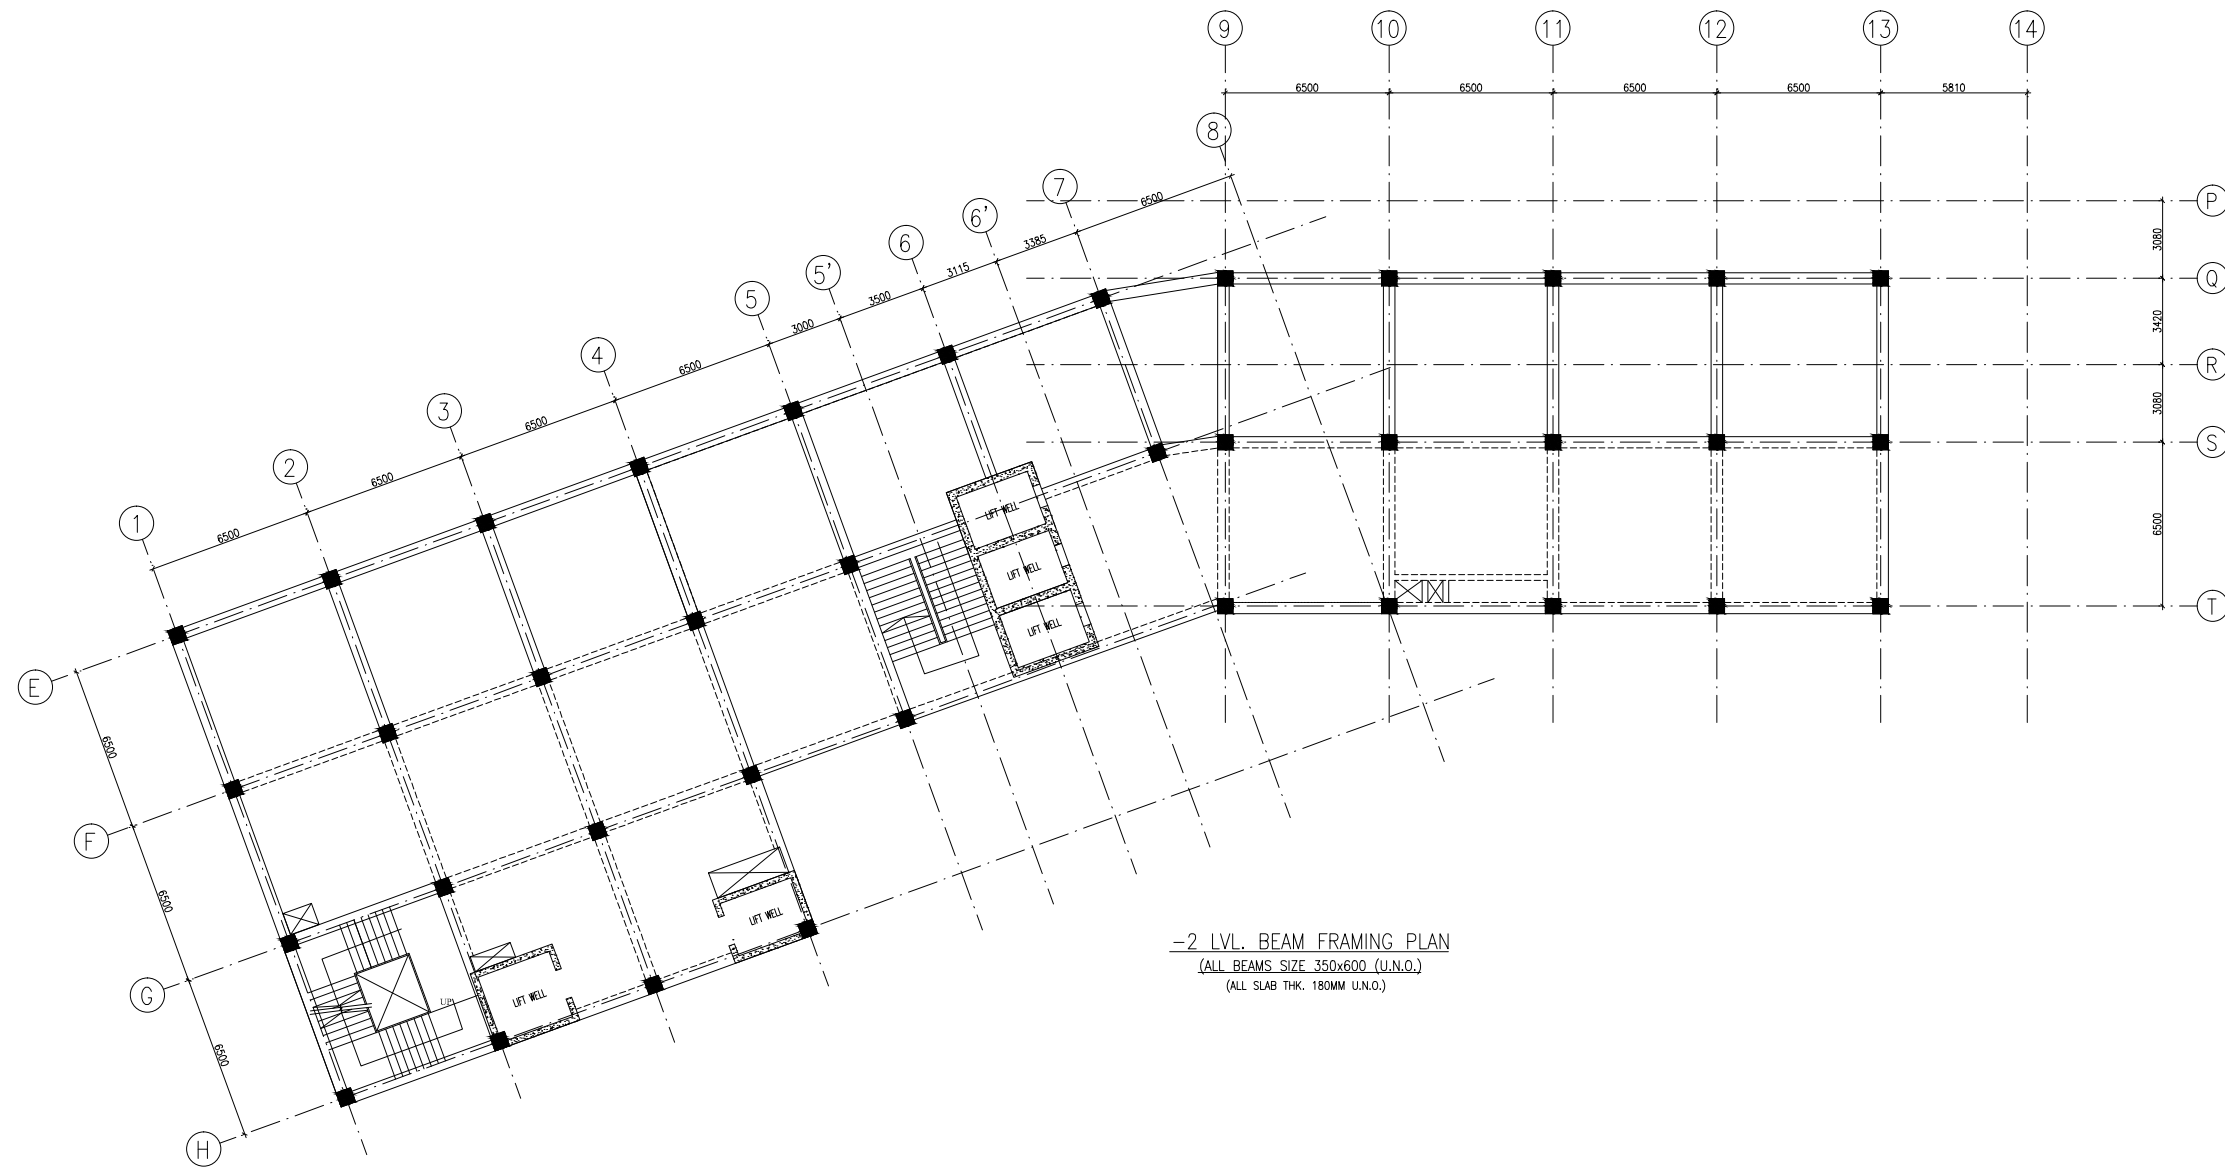 9
10
11
12
13
14
6500
6500
6500
6500
5810
8
7
6'
6
5'
5
4
3
2
1
6500
3385
3115
3500
3000
6500
6500
6500
6500
P
3080
Q
3420
R
3080
S
6500
T
LIFT WELL
LIFT WELL
LIFT WELL
E
6500
F
6500
G
6500
H
UP
LIFT WELL
LIFT WELL
-2 LVL. BEAM FRAMING PLAN
(ALL BEAMS SIZE 350x600 (U.N.O.)
(ALL SLAB THK. 180MM U.N.O.)